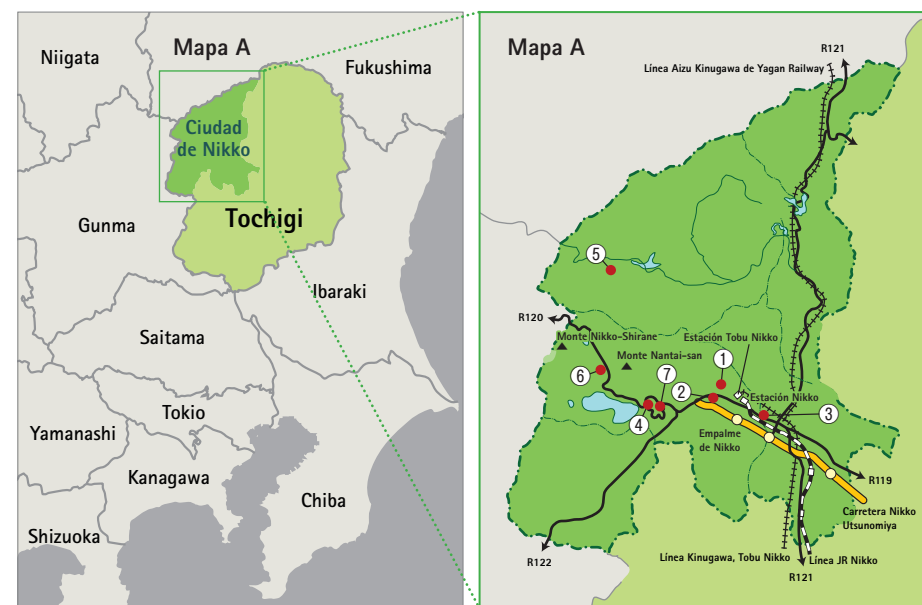 Mapa A
Niigata
Fukushima
Ciudad
de Nikko
Gunma
Tochigi
Ibaraki
Saitama
Tokio
Yamanashi
Kanagawa
Chiba
Shizuoka
Mapa A
R121
Línea Aizu Kinugawa de Yagan Railway
5
R120
Monte Nikko-Shirane
Estación Tobu Nikko
Monte Nantai-san
1
6
7
2
Estación Nikko
4
3
Empalme
de Nikko
R119
Carretera Nikko
Utsunomiya
R122
Línea Kinugawa, Tobu Nikko
Línea JR Nikko
R121